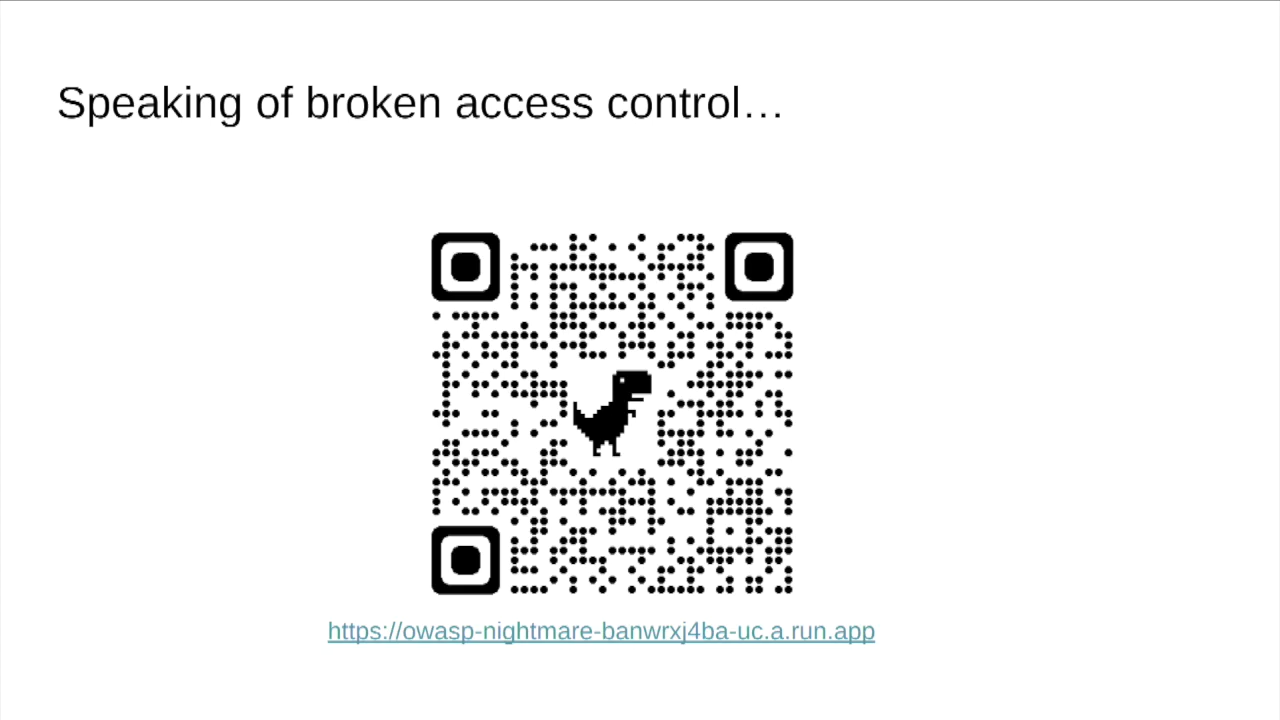 Speaking of broken access control…
https://owasp-nightmare-banwrxj4ba-uc.a.run.app